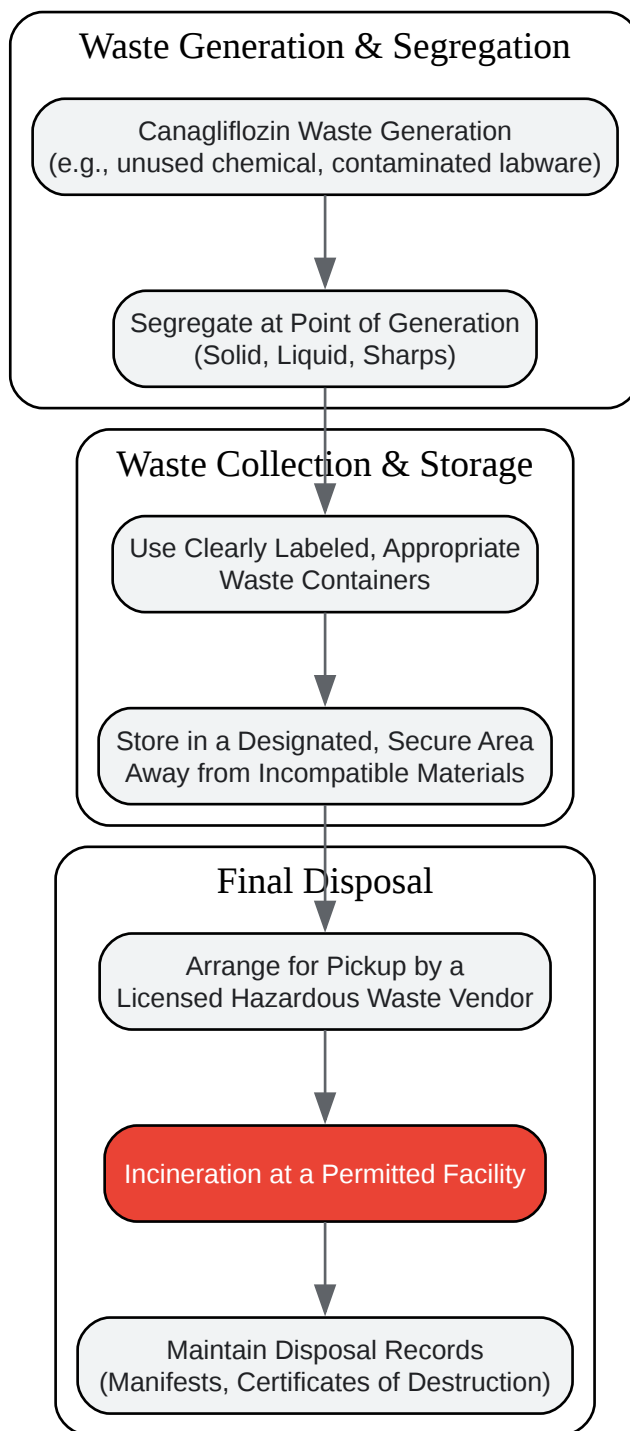 Waste Generation & Segregation
Canagliflozin Waste Generation
(e.g., unused chemical, contaminated labware)
Segregate at Point of Generation
(Solid, Liquid, Sharps)
Waste Collection & Storage
Use Clearly Labeled, Appropriate
Waste Containers
Store in a Designated, Secure Area
Away from Incompatible Materials
Final Disposal
Arrange for Pickup by a
Licensed Hazardous Waste Vendor
Incineration at a Permitted Facility
Maintain Disposal Records
(Manifests, Certificates of Destruction)